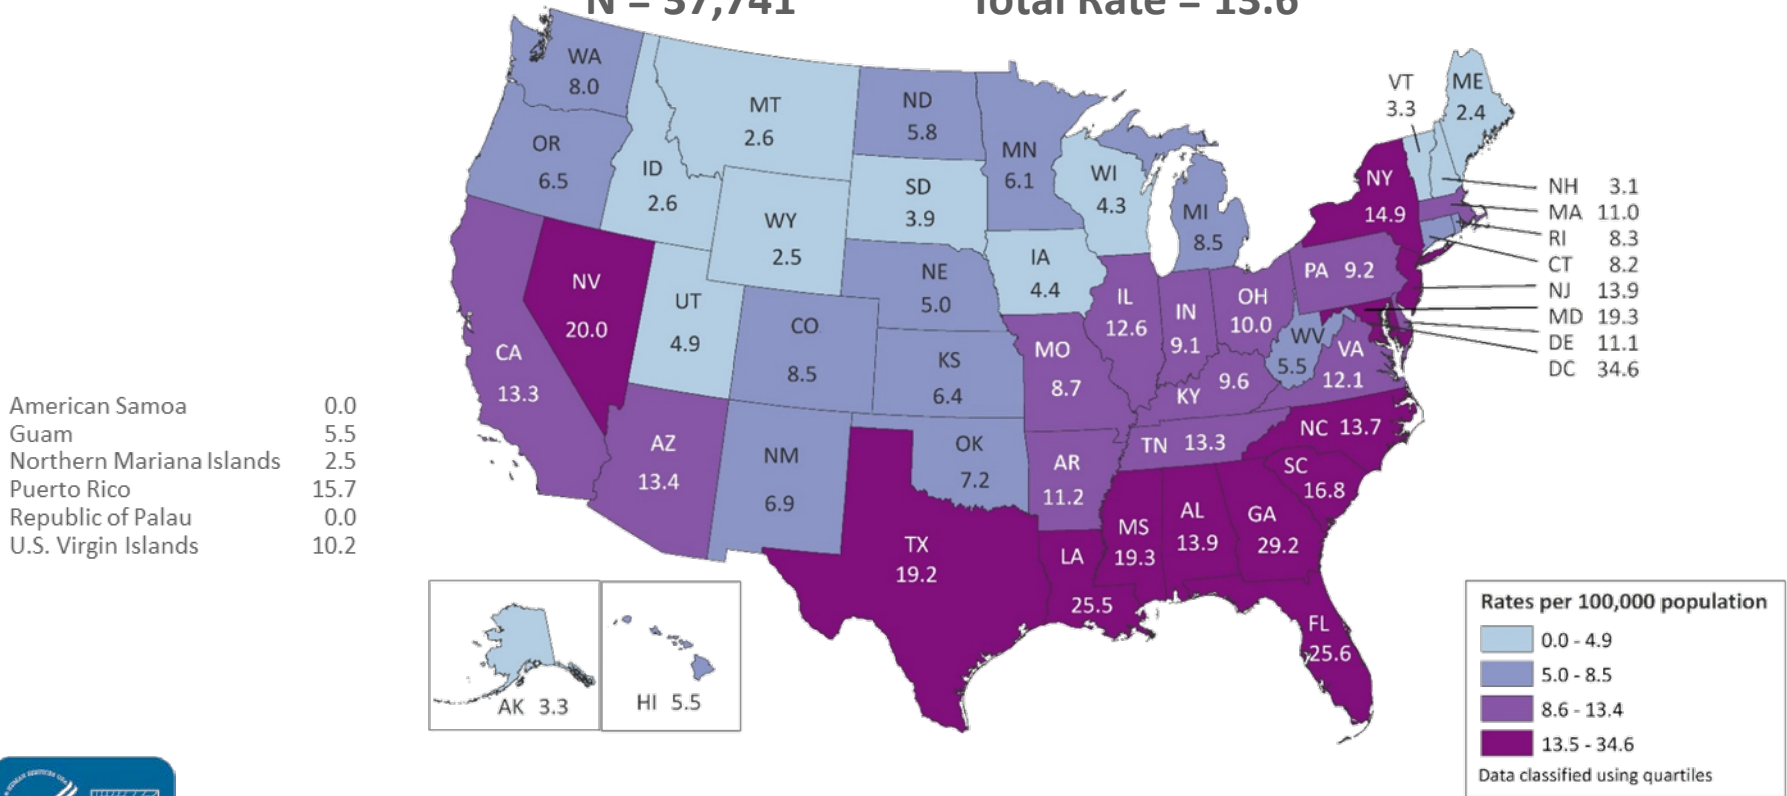 N = 37,741 Total Rate = 13.6
WA
8.0
OR
6.5
CA
13.3
NV
20.0
ID
2.6
MT
2.6
WY
2.5
UT
4.9
AZ
13.4
CO
8.5
NM
6.9
ND
5.8
SD
3.9
NE
5.0
KS
6.4
OK
7.2
TX
19.2
MN
6.1
IA
4.4
MO
8.7
AR
11.2
LA
25.5
WI
4.3
IL
12.6
MI
8.5
IN
9.1
OH
10.0
KY 9.6
TN 13.3
MS
19.3
AL
13.9
GA
29.2
FL
25.6
SC
16.8
NC 13.7
VA
12.1
WV
5.5
PA 9.2
NY
14.9
VT
3.3
ME
2.4
NH 3.1
MA 11.0
RI 8.3
CT 8.2
NJ 13.9
MD 19.3
DE 11.1
DC 34.6
American Samoa 0.0
Guam 5.5
Northern Mariana Islands 2.5
Puerto Rico 15.7
Republic of Palau 0.0
U.S. Virgin Islands 10.2
AK 3.3
HI 5.5
Rates per 100,000 population
0.0 - 4.9
5.0 - 8.5
8.6 - 13.4
13.5 - 34.6
Data classified using quartiles